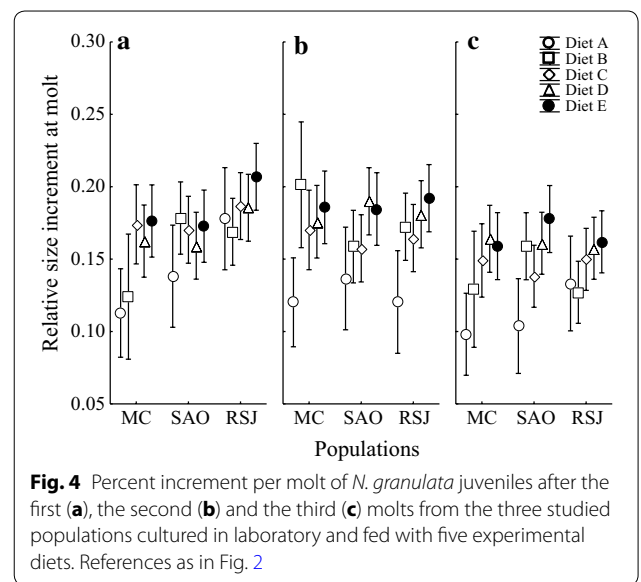 a
b
c
Diet A
Diet B
Diet C
Diet D
Diet E
0.30
0.25
0.20
0.15
0.10
0.05
Relative size increment at molt
MC SAO RSJ
MC SAO RSJ
MC SAO RSJ
Populations
Fig. 4 Percent increment per molt of N. granulata juveniles after the
first (a), the second (b) and the third (c) molts from the three studied
populations cultured in laboratory and fed with five experimental
diets. References as in Fig. 2